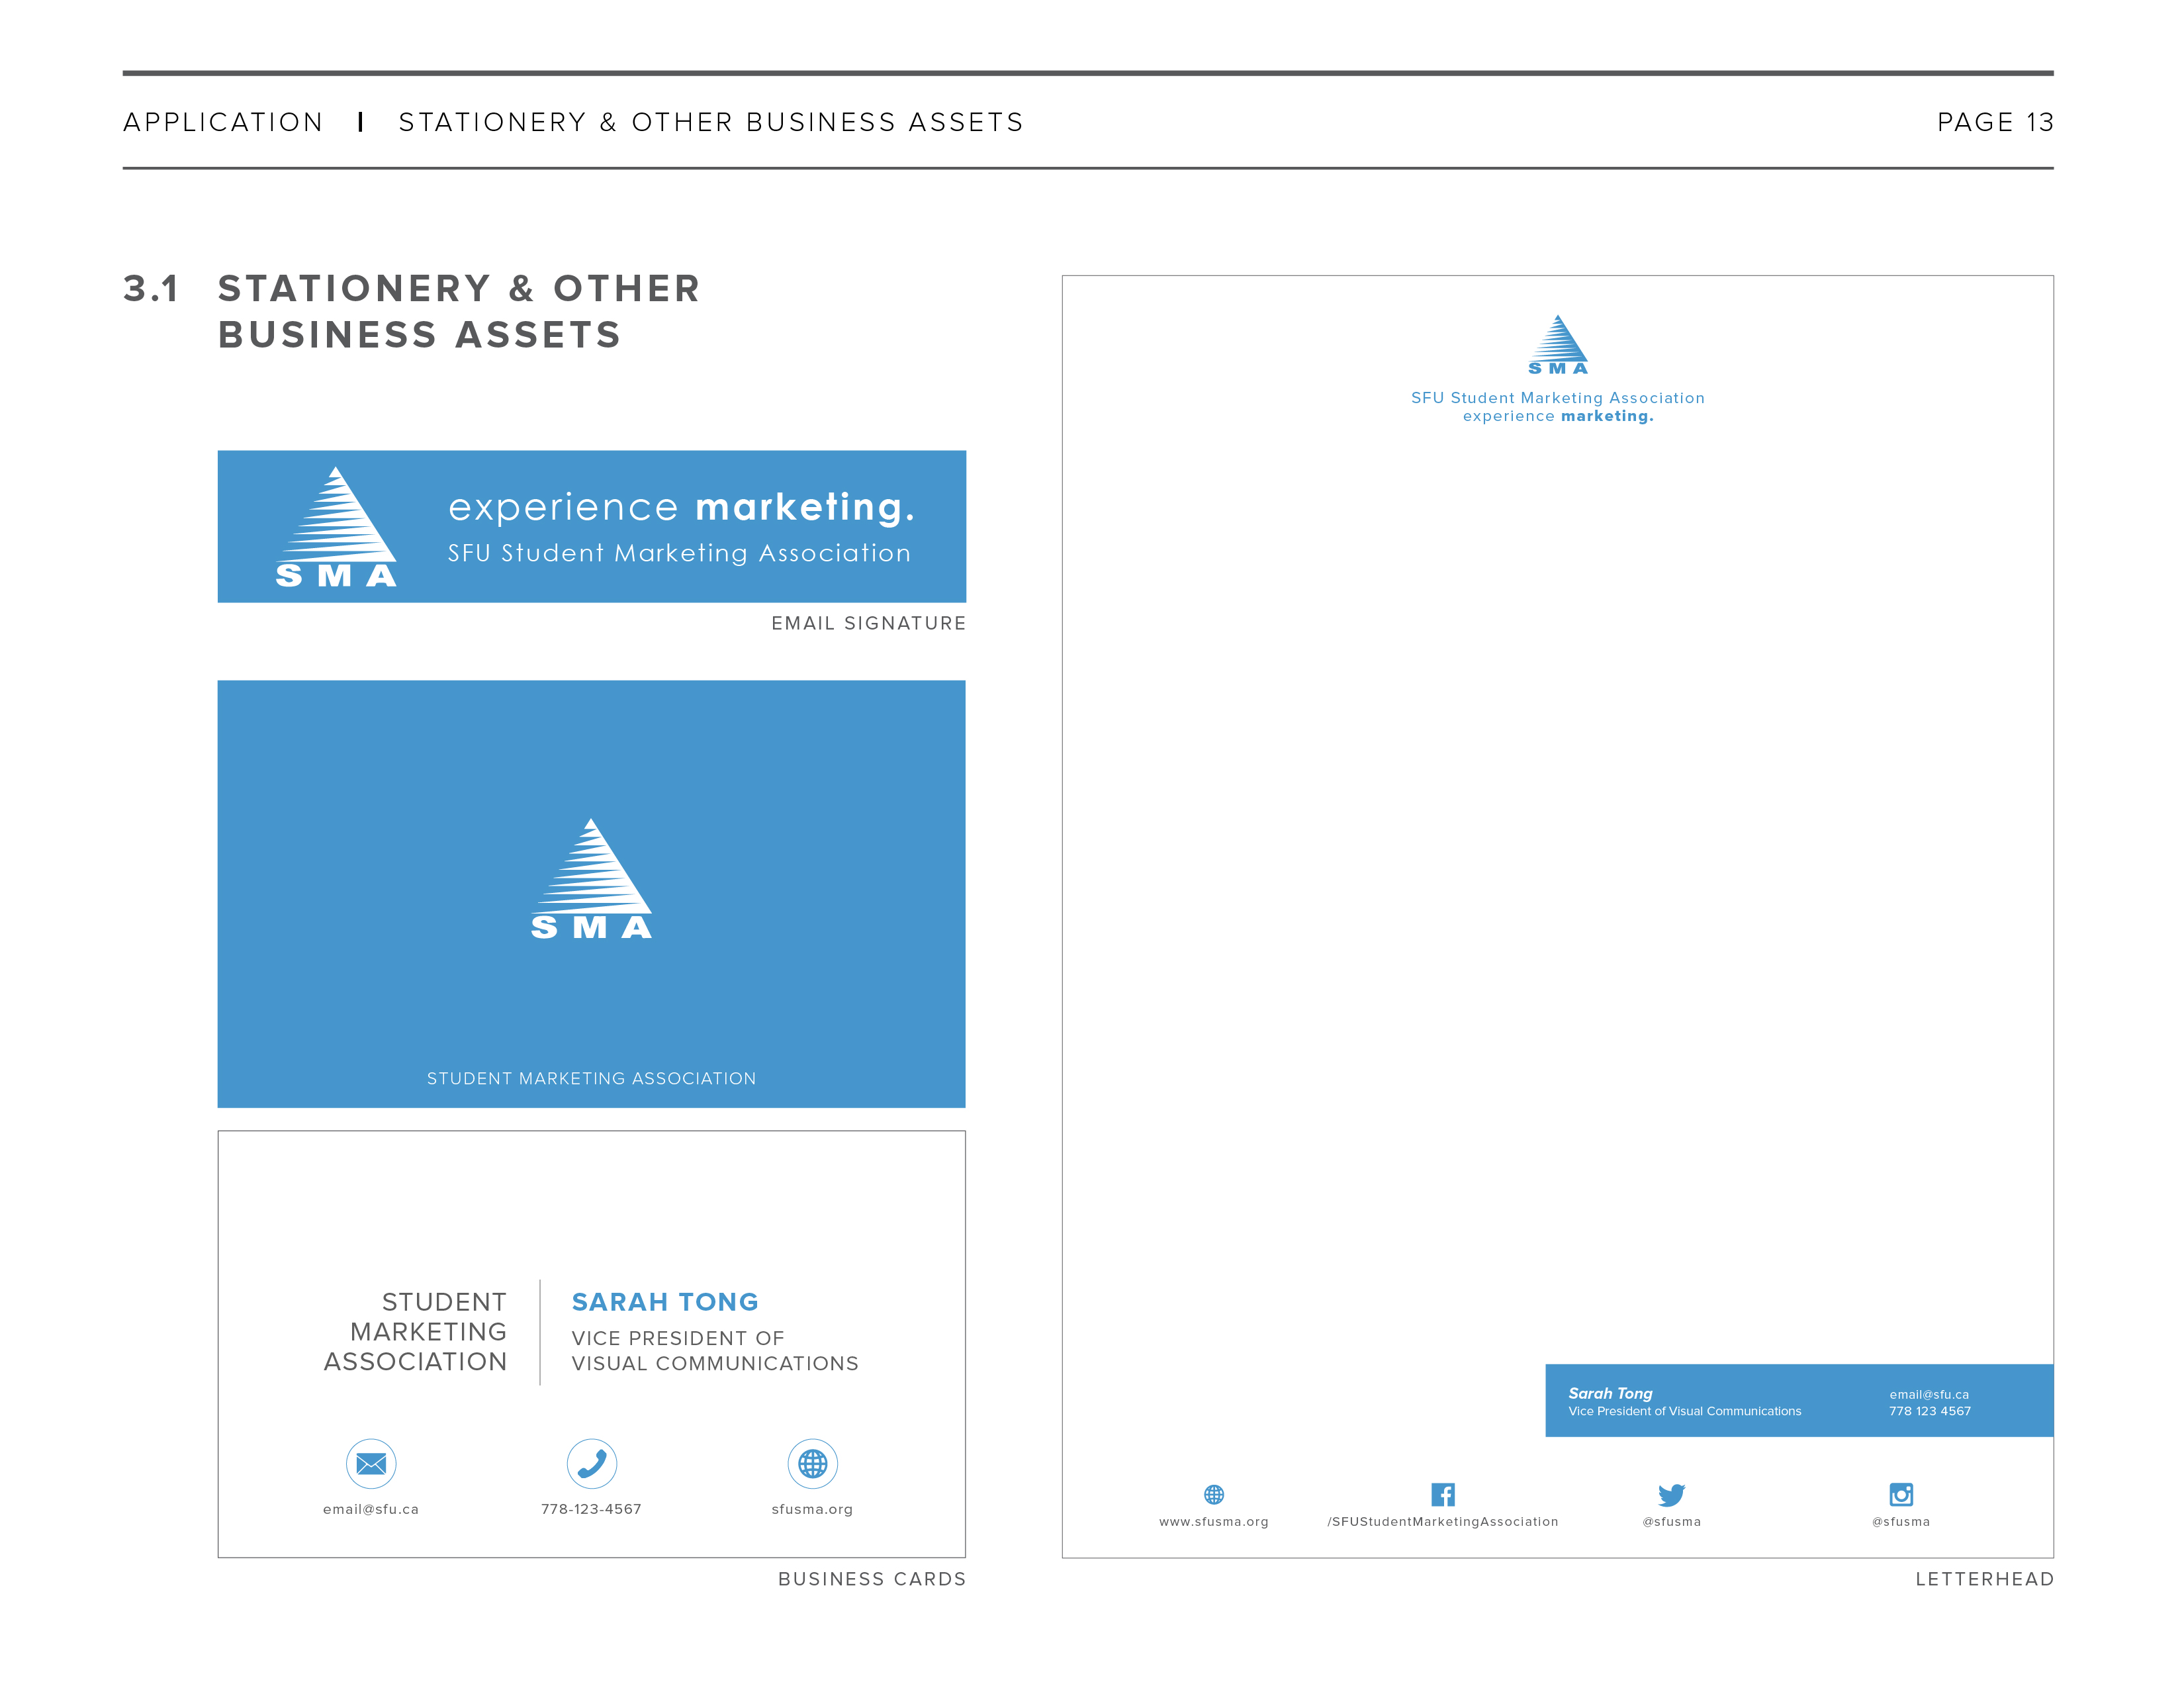 APPLICATION | STATIONERY & OTHER BUSINESS ASSETS PAGE 13
3.1 STATIONERY & OTHER
BUSINESS ASSETS
SMA
experience marketing.
SFU Student Marketing Association
EMAIL SIGNATURE
SMA
STUDENT MARKETING ASSOCIATION
STUDENT
MARKETING
ASSOCIATION
SARAH TONG
VICE PRESIDENT OF
VISUAL COMMUNICATIONS
email@sfu.ca 778-123-4567 sfusma.org
BUSINESS CARDS
SMA
SFU Student Marketing Association
experience marketing.
Sarah Tong email@sfu.ca
Vice President of Visual Communications 778 123 4567
www.sfusma.org /SFUStudentMarketingAssociation @sfusma @sfusma
LETTERHEAD